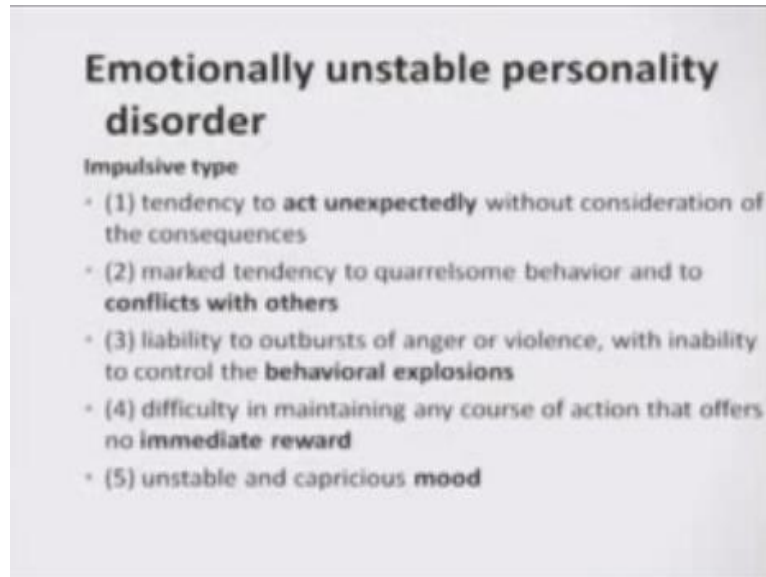 Emotionally unstable personality
disorder
Impulsive type
• (1) tendency to act unexpectedly without consideration of
the consequences
• (2) marked tendency to quarrelsome behavior and to
conflicts with others
• (3) liability to outbursts of anger or violence, with inability
to control the behavioral explosions
• (4) difficulty in maintaining any course of action that offers
no immediate reward
• (5) unstable and capricious mood